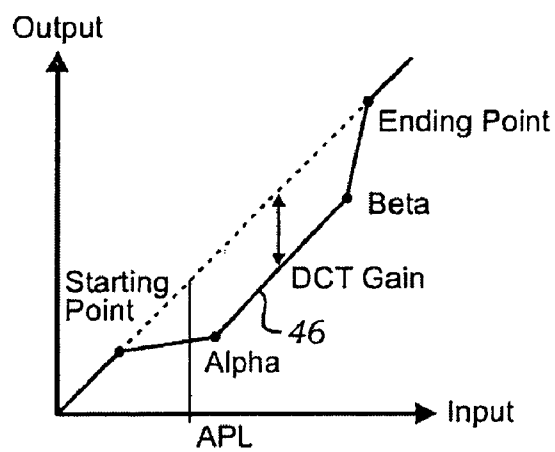 Output
Ending Point
Beta
Starting
Point
DCT Gain
46
Alpha
Input
APL